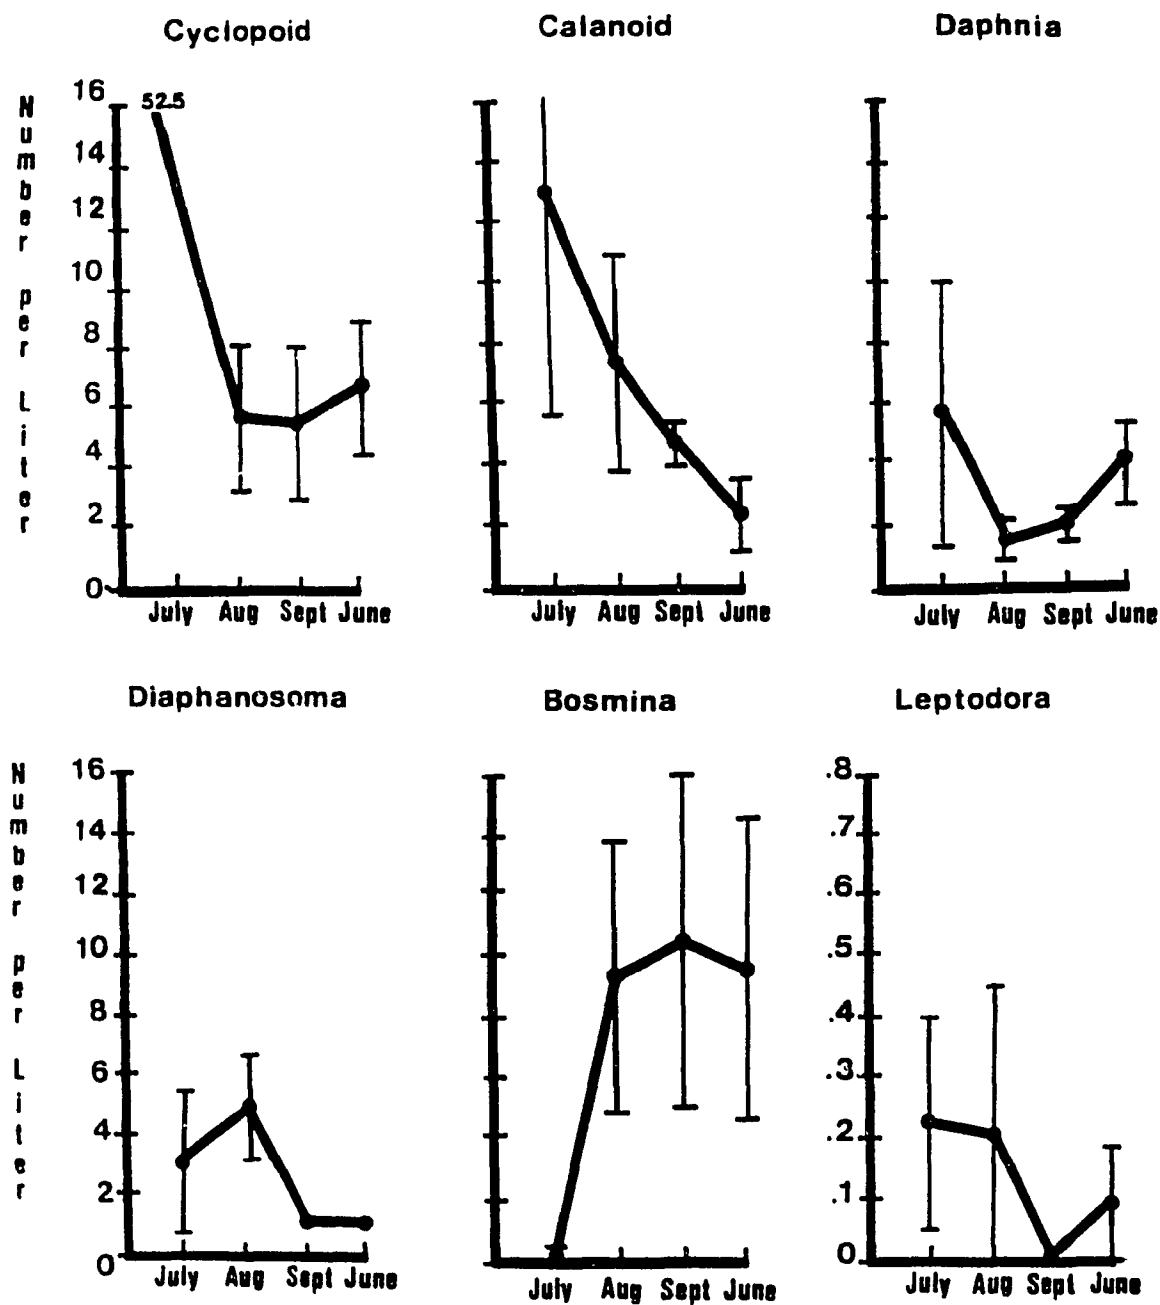 Cyclopoid Calanoid Daphnia
Number per Liter
16
14
12
10
8
6
4
2
0
52.5
July Aug Sept June
July Aug Sept June
July Aug Sept June
Diaphanosoma Bosmina Leptodora
Number per Liter
16
14
12
10
8
6
4
2
0
.8
.7
.6
.5
.4
.3
.2
.1
0
July Aug Sept June
July Aug Sept June
July Aug Sept June